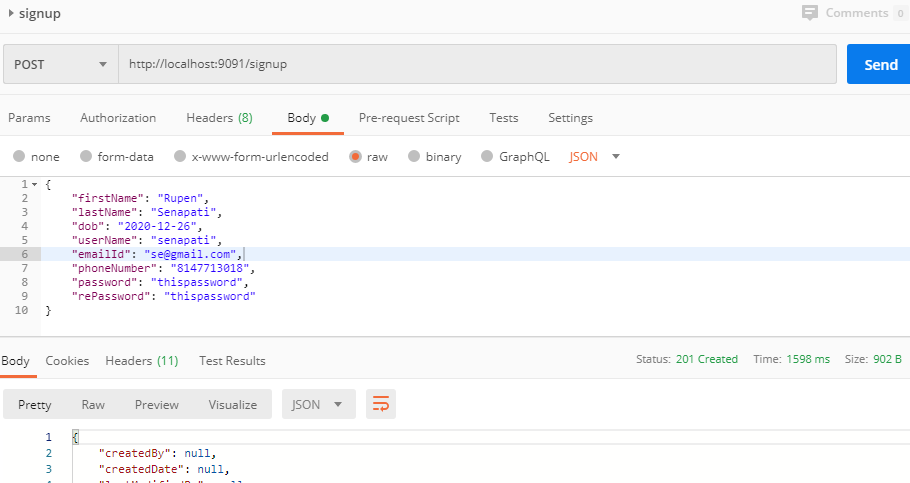 signup
Comments 0
POST http://localhost:9091/signup Send
Params Authorization Headers (8) Body Pre-request Script Tests Settings
none form-data x-www-form-urlencoded raw binary GraphQL JSON
1 {
2 "firstName": "Rupen",
3 "lastName": "Senapati",
4 "dob": "2020-12-26",
5 "userName": "senapati",
6 "emailId": "se@gmail.com",
7 "phoneNumber": "8147713018",
8 "password": "thispassword",
9 "rePassword": "thispassword"
10 }
Body Cookies Headers (11) Test Results Status: 201 Created Time: 1598 ms Size: 902 B
Pretty Raw Preview Visualize JSON
1 {
2 "createdBy": null,
3 "createdDate": null,